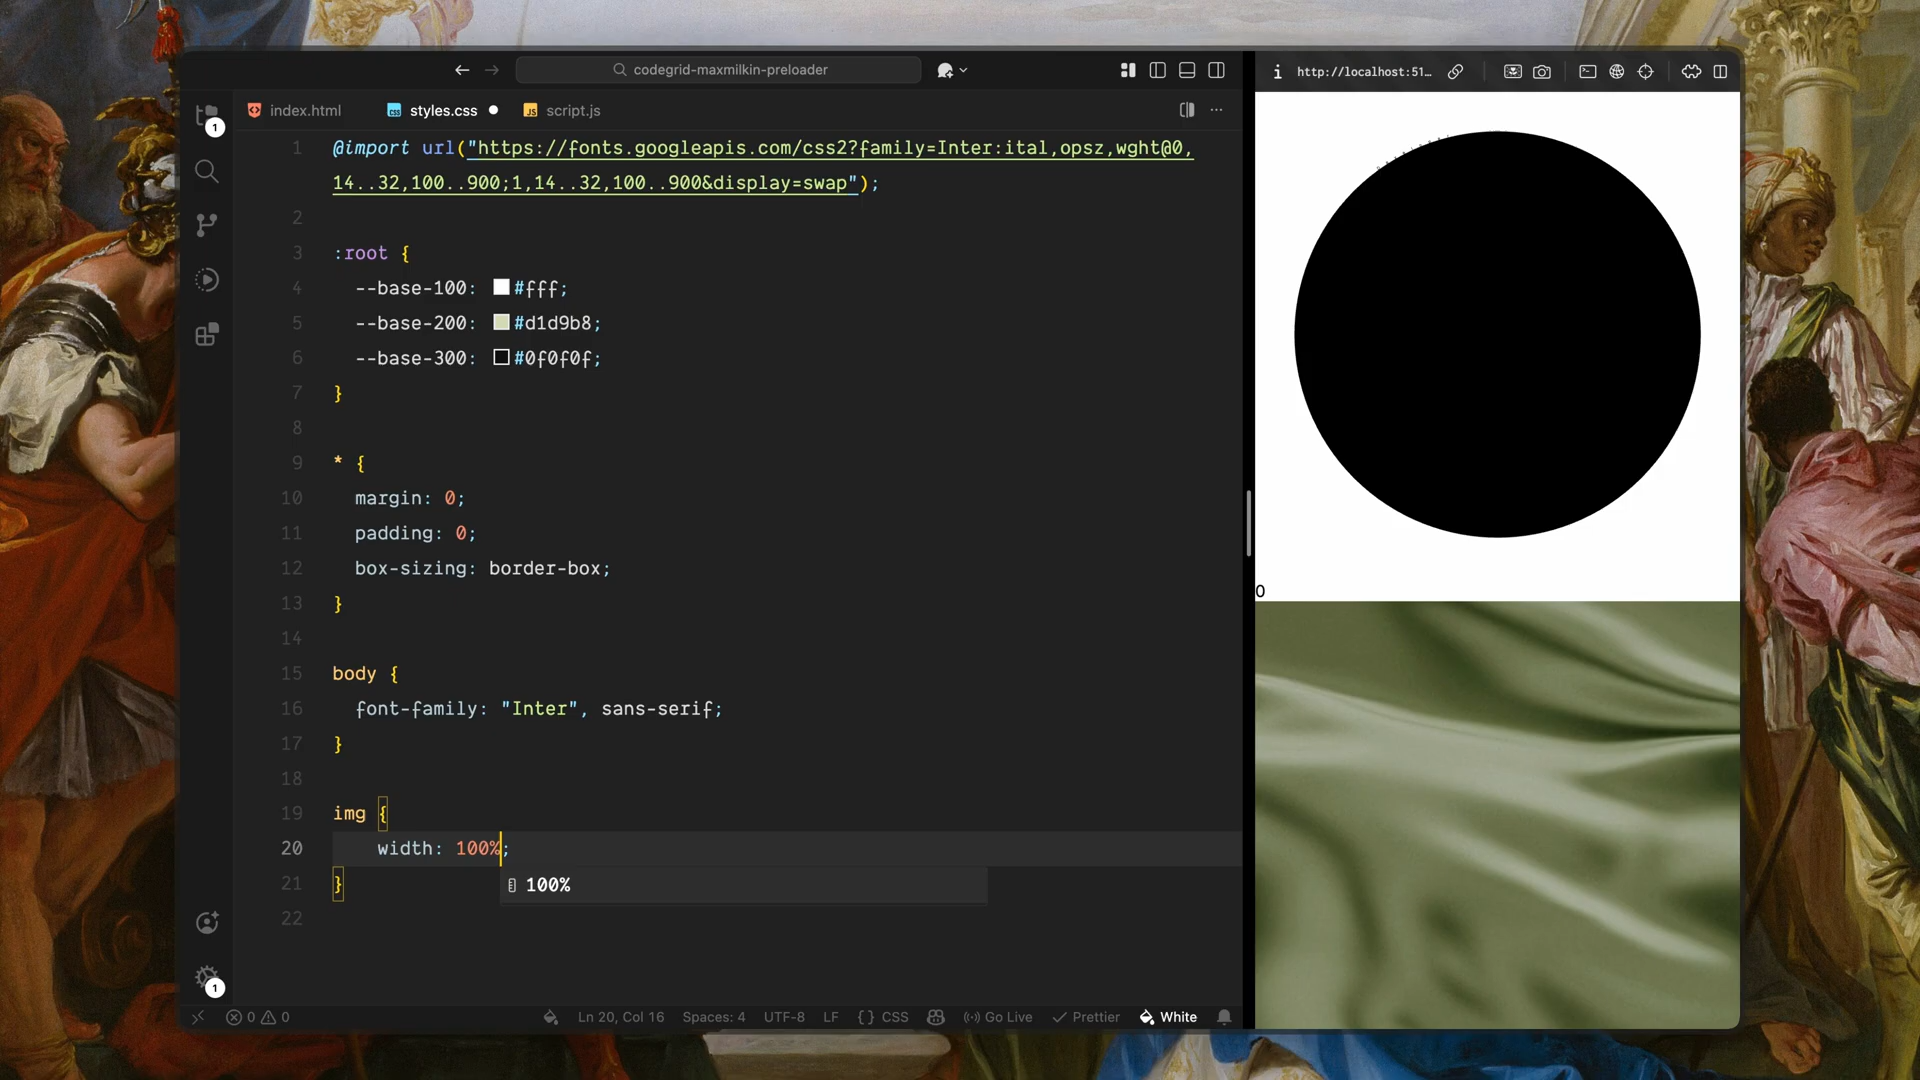 codegrid-maxmilkin-preloader
http://localhost:51...
1
index.html
styles.css
JS script.js
1 @import url("https://fonts.googleapis.com/css2?family=Inter:ital,opsz,wght@0,
14..32,100..900;1,14..32,100..900&display=swap");
2
3 :root {
4 --base-100: #fff;
5 --base-200: #d1d9b8;
6 --base-300: #0f0f0f;
7 }
8
9 * {
10 margin: 0;
11 padding: 0;
12 box-sizing: border-box;
13 }
14
15 body {
16 font-family: "Inter", sans-serif;
17 }
18
19 img {
20 width: 100%;
21 }
100%
22
0
1
0 0
Ln 20, Col 16
Spaces: 4
UTF-8
LF
{ } CSS
Go Live
Prettier
White